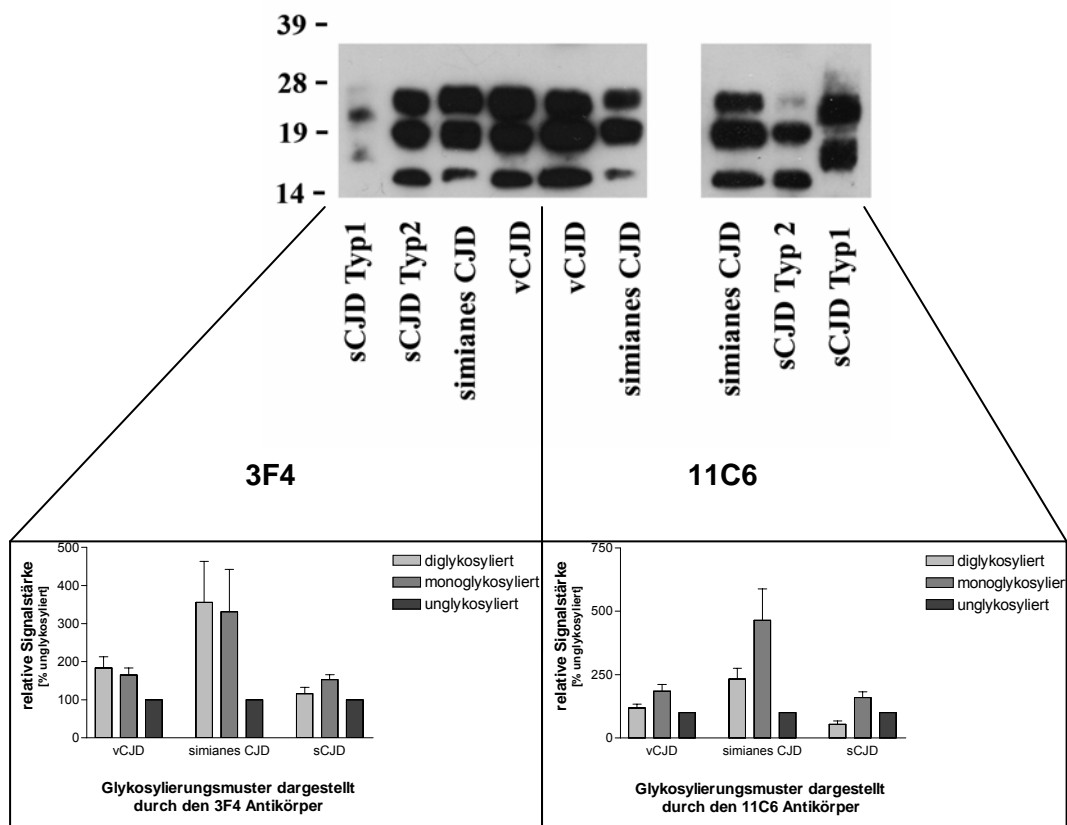 39 -
28 -
19 -
14 -
sCJD Typ1
sCJD Typ2
simianes CJD
vCJD
vCJD
simianes CJD
simianes CJD
sCJD Typ 2
sCJD Typ1
3F4
11C6
relative Signalstärke
[% unglykosyliert]
500
400
300
200
100
0
diglykosyliert
monoglykosyliert
unglykosyliert
vCJD
simianes CJD
sCJD
Glykosylierungsmuster dargestellt
durch den 3F4 Antikörper
relative Signalstärke
[% unglykosyliert]
750
500
250
0
diglykosyliert
monoglykosylier
unglykosyliert
vCJD
simianes CJD
sCJD
Glykosylierungsmuster dargestellt
durch den 11C6 Antikörper